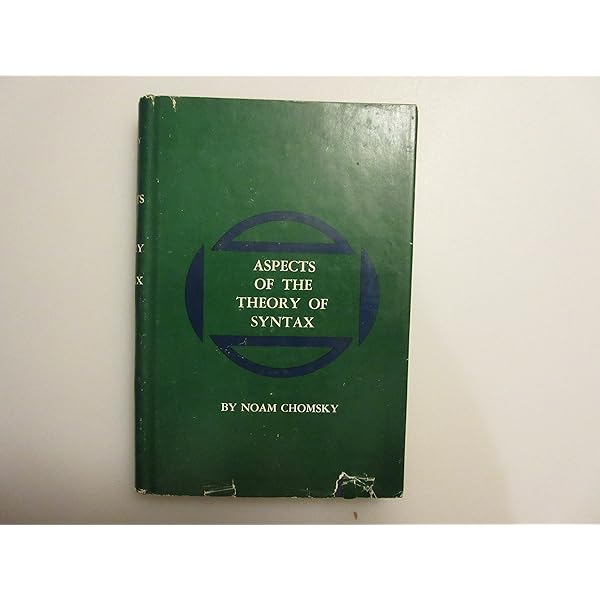 ASPECTS
OF THE
THEORY OF
SYNTAX
BY NOAM CHOMSKY